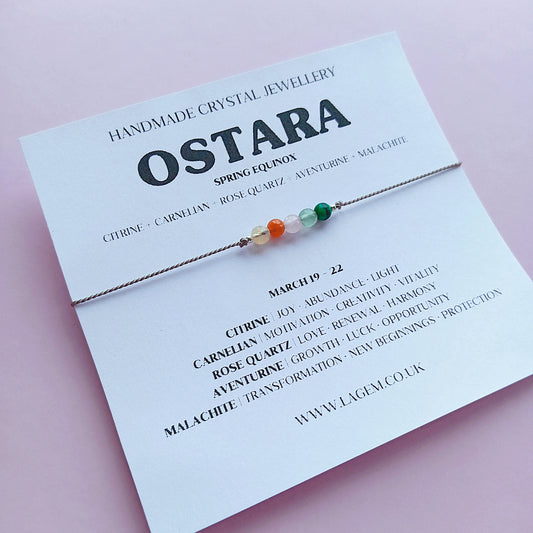 HANDMADE CRYSTAL JEWELLERY
OSTARA
SPRING EQUINOX
CITRINE + CARNELIAN + ROSE QUARTZ + AVENTURINE + MALACHITE
MARCH 19 - 22
CITRINE | JOY · ABUNDANCE · LIGHT
CARNELIAN | MOTIVATION · CREATIVITY · VITALITY
ROSE QUARTZ | LOVE · RENEWAL · HARMONY
AVENTURINE | GROWTH · LUCK · OPPORTUNITY
MALACHITE | TRANSFORMATION · NEW BEGINNINGS · PROTECTION
WWW.LAGEM.CO.UK